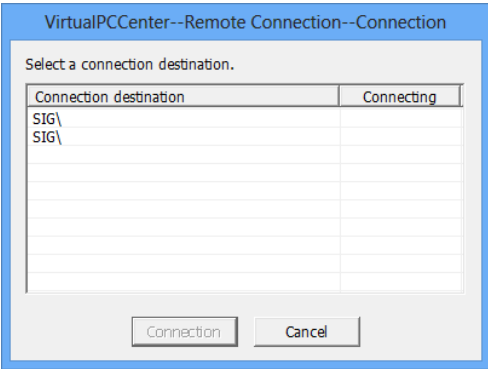 VirtualPCCenter--Remote Connection--Connection
Select a connection destination.
Connection destination Connecting
SIG\
SIG\
Connection Cancel